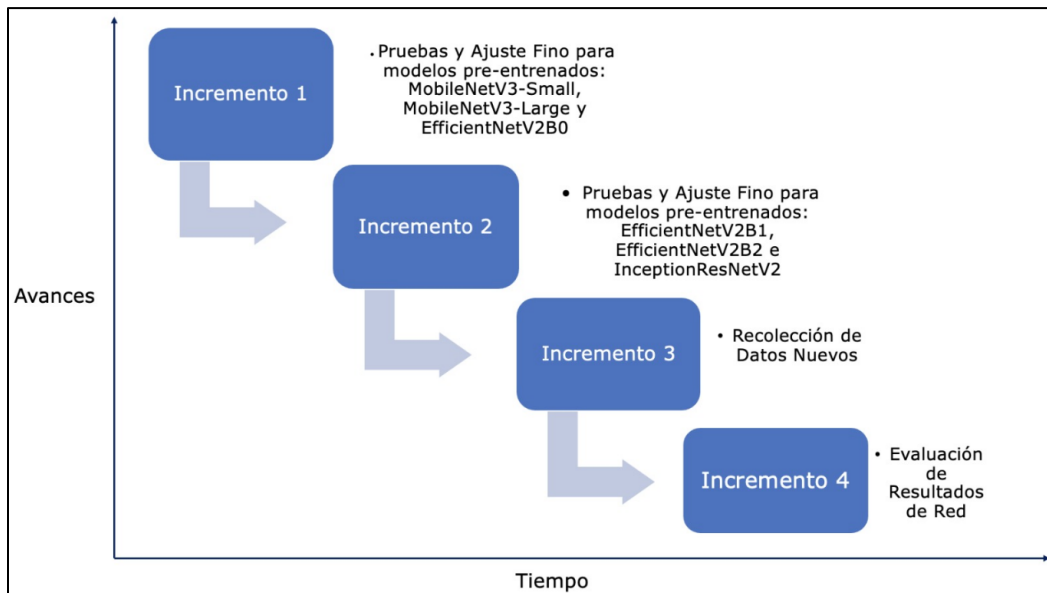 Incremento 1
. Pruebas y Ajuste Fino para
modelos pre-entrenados:
MobileNetV3-Small,
MobileNetV3-Large y
EfficientNetV2B0
Incremento 2
• Pruebas y Ajuste Fino para
modelos pre-entrenados:
EfficientNetV2B1,
EfficientNetV2B2 e
InceptionResNetV2
Avances
Incremento 3
• Recolección de
Datos Nuevos
Incremento 4
• Evaluación
de
Resultados
de Red
Tiempo